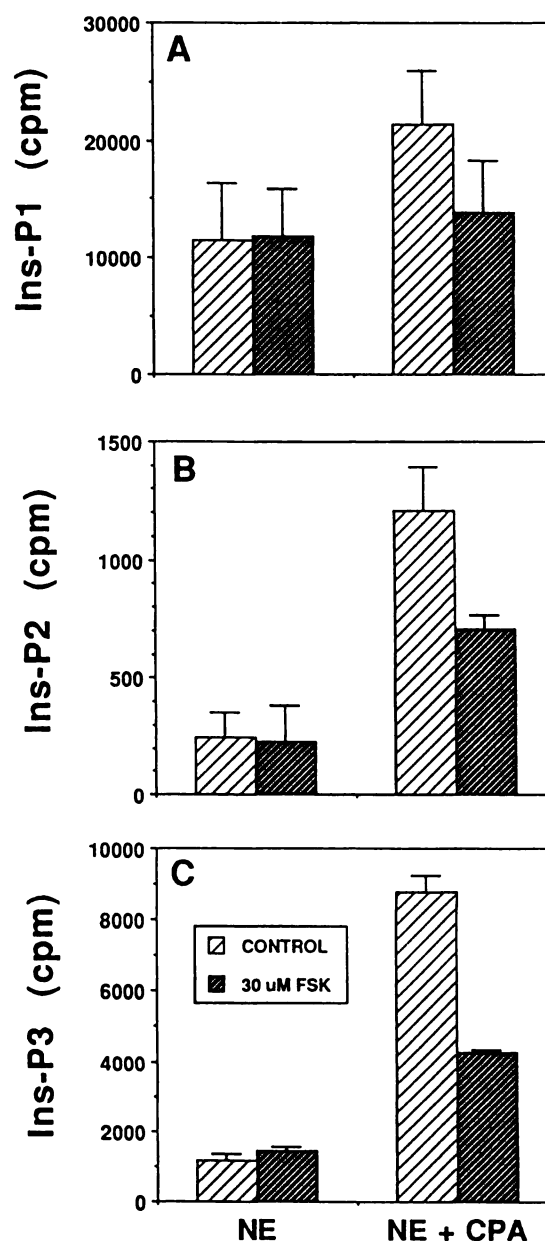 A
Ins-P1 (cpm)
30000
20000
10000
0
B
Ins-P2 (cpm)
1500
1000
500
0
C
Ins-P3 (cpm)
10000
8000
6000
4000
2000
0
CONTROL
30 uM FSK
NE
NE + CPA